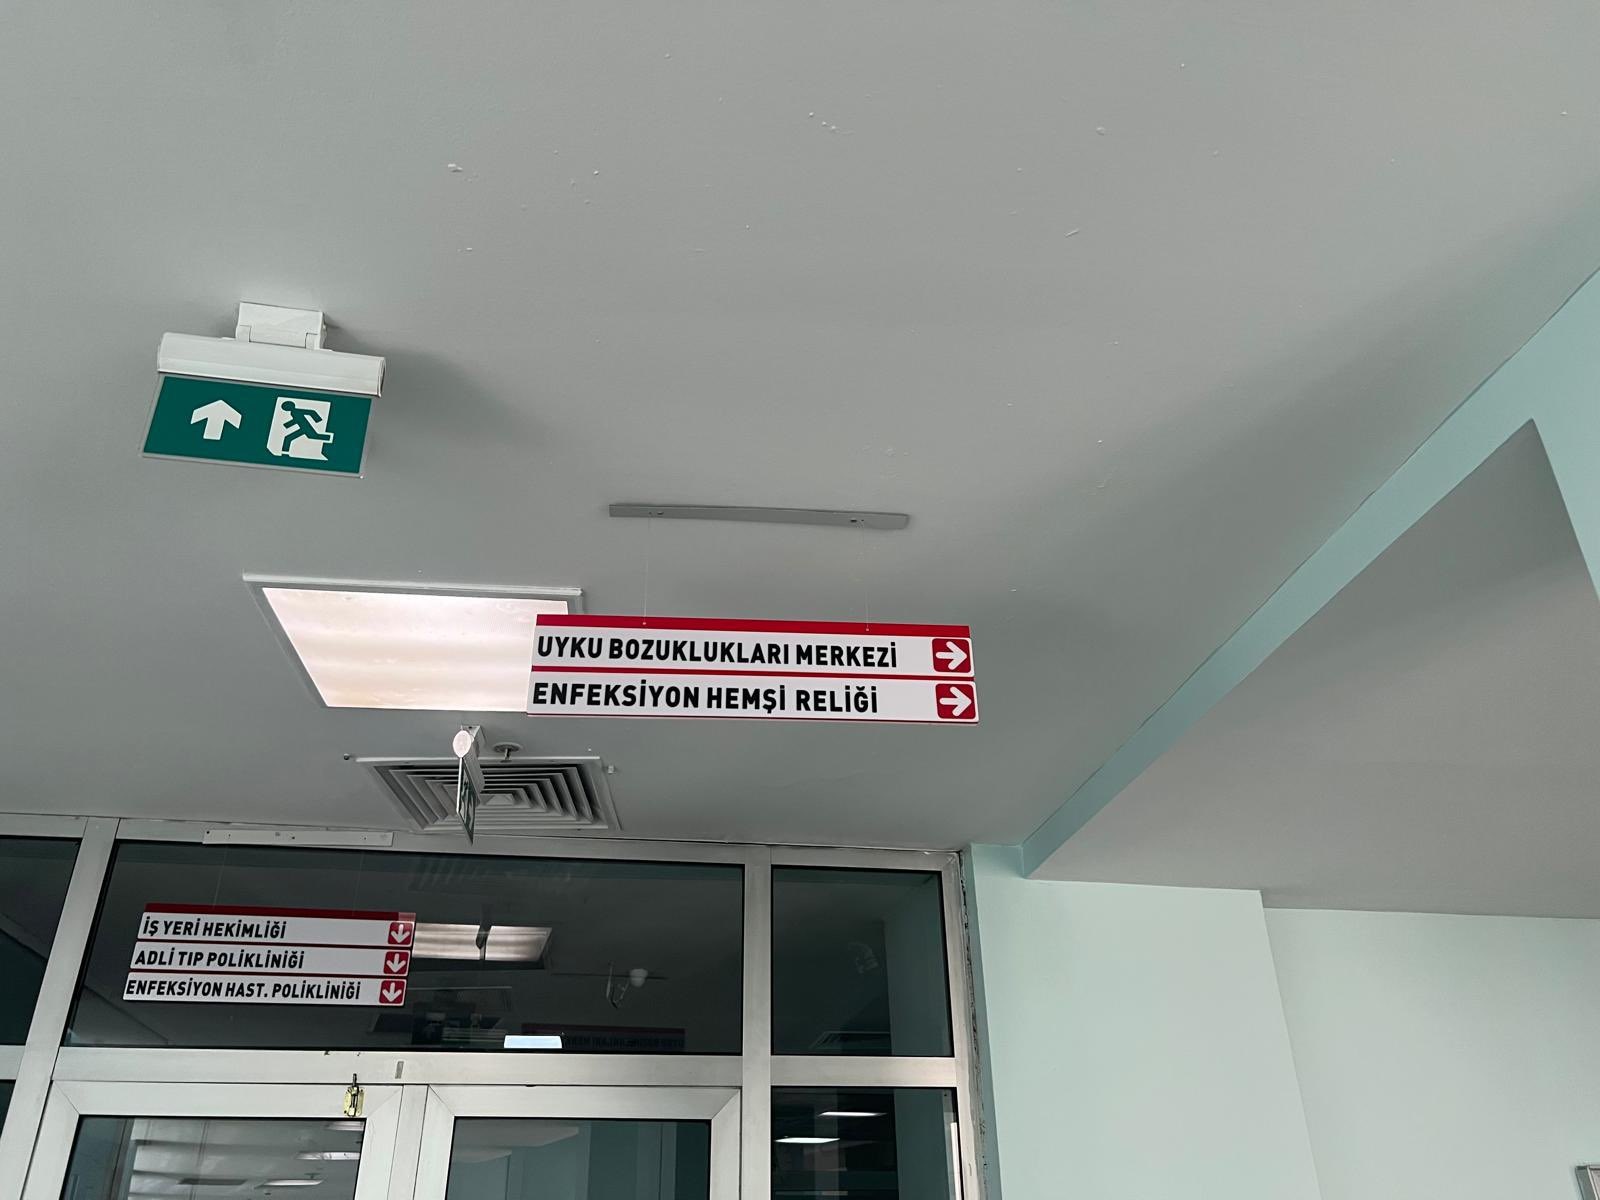 UYKU BOZUKLUKLARI MERKEZİ
ENFEKSİYON HEMŞİ RELİĞİ
İŞ YERİ HEKİMLİĞİ
ADLİ TIP POLİKLİNİĞİ
ENFEKSİYON HAST. POLİKLİNİĞİ